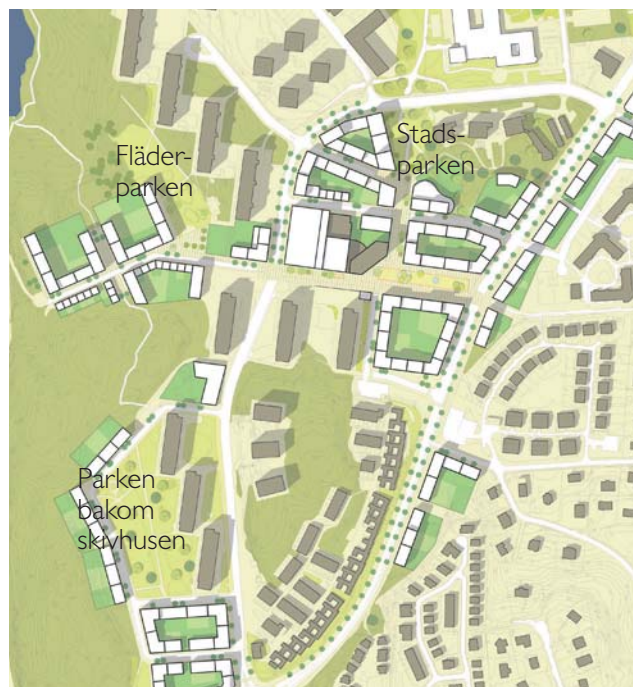 Fläder-
parken
Stads-
parken
Parken
bakom
skivhusen